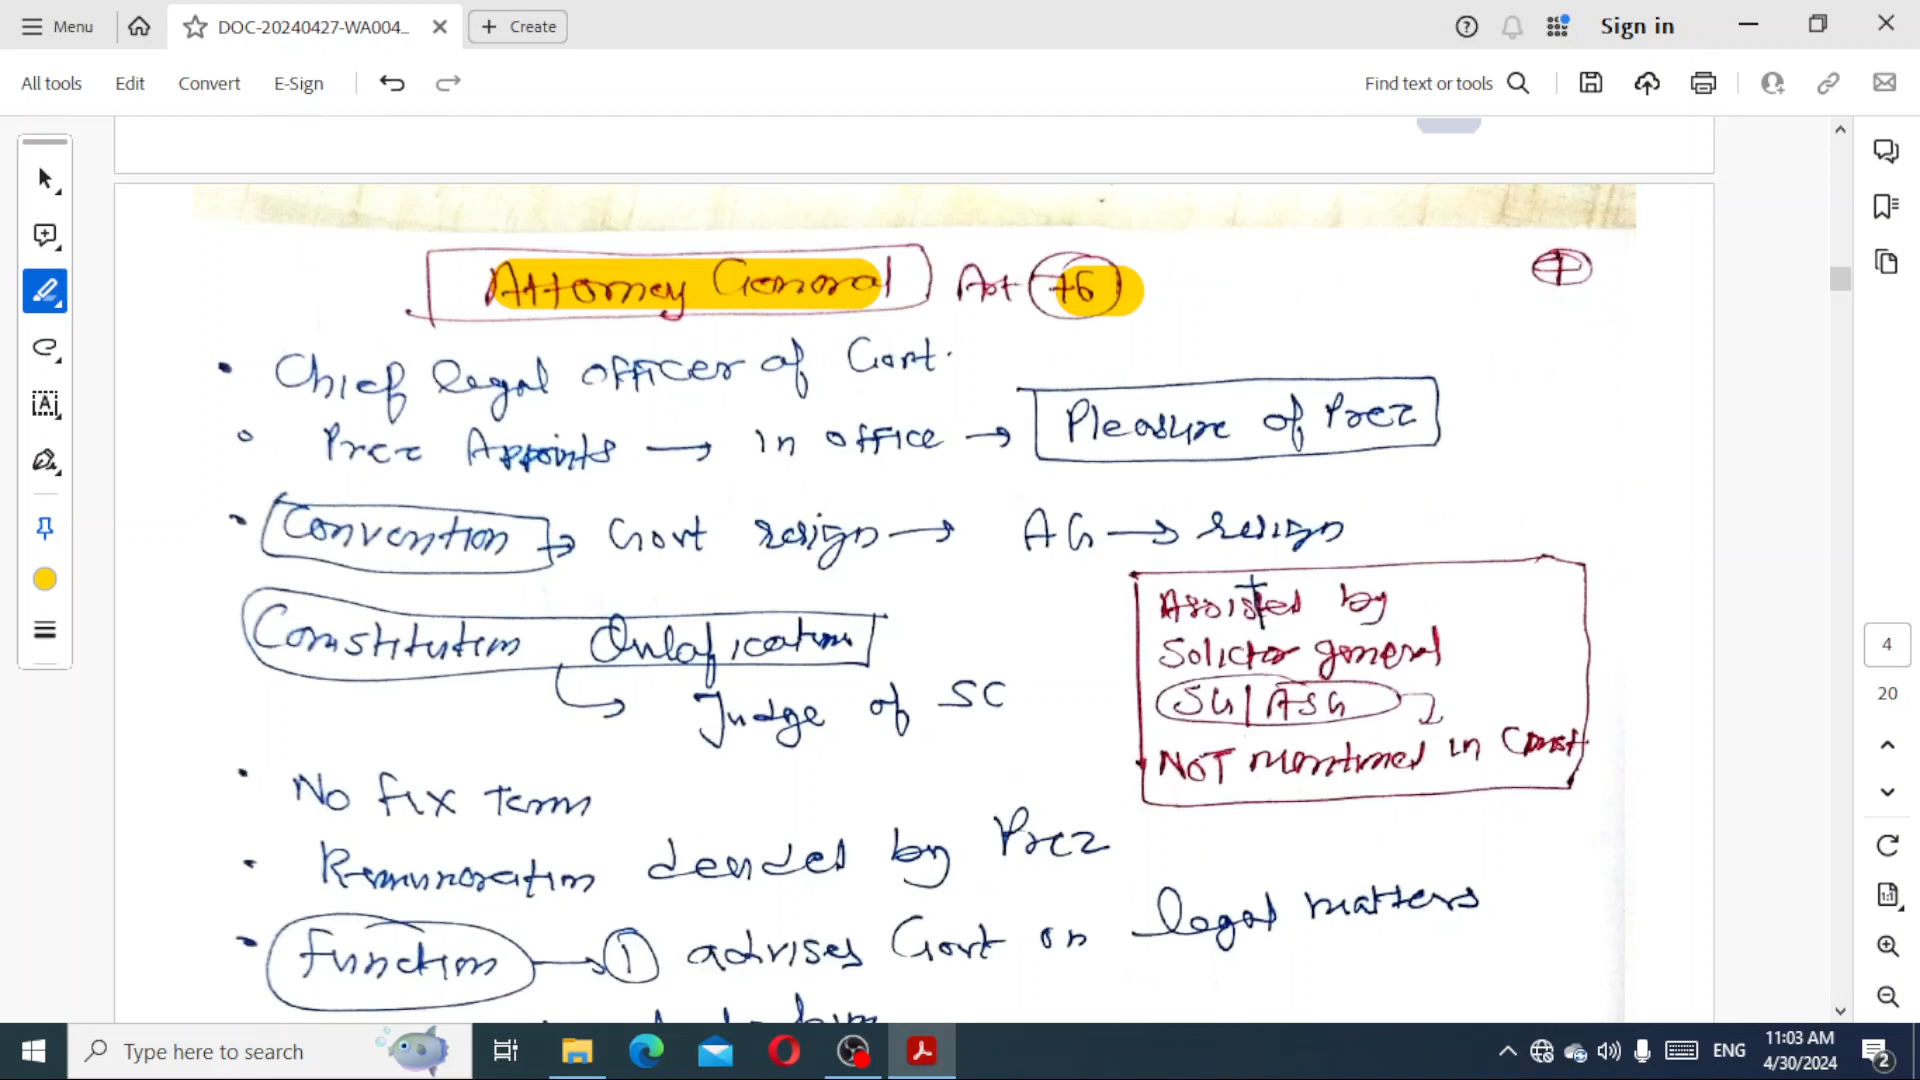 Menu
DOC-20240427-WA004...
Create
Sign in
All tools
Edit
Convert
E-Sign
Find text or tools
Attorney General Art 76
• Chief legal officer of Govt.
• Prez Appoints → in office → Pleasure of Prez
• Convention → Govt resign → AG → resign
Constitution Qulafication
↳ Judge of SC
Assisted by
Solictor general
SG/ASG
NOT mentioned in Const
• No fix term
• Remuneration decided by Prez
• function → ① advises Govt on legal matters
4
20
Type here to search
ENG
11:03 AM
4/30/2024
2